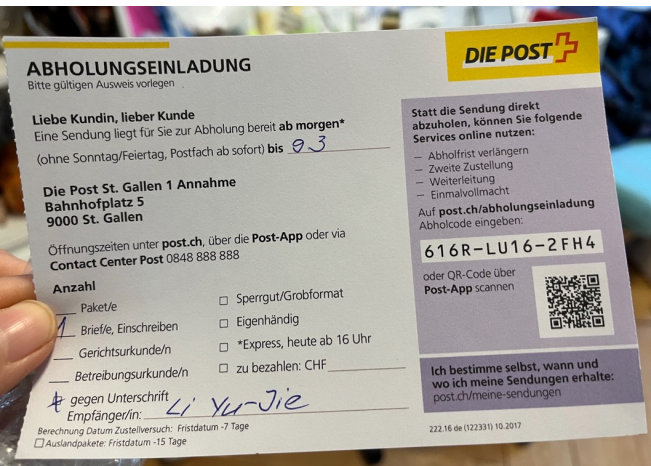 ABHOLUNGSEINLADUNG
Bitte gültigen Ausweis vorlegen
DIE POST
Liebe Kundin, lieber Kunde
Eine Sendung liegt für Sie zur Abholung bereit ab morgen*
(ohne Sonntag/Feiertag, Postfach ab sofort) bis 93
Die Post St. Gallen 1 Annahme
Bahnhofplatz 5
9000 St. Gallen
Öffnungszeiten unter post.ch, über die Post-App oder via
Contact Center Post 0848 888 888
Anzahl
Paket/e
1 Brief/e, Einschreiben
Gerichtsurkunde/n
Betreibungsurkunde/n
Sperrgut/Grobformat
Eigenhändig
*Express, heute ab 16 Uhr
zu bezahlen: CHF
gegen Unterschrift
Empfänger/in: Li Yu-Jie
Berechnung Datum Zustellversuch: Fristdatum -7 Tage
Auslandpakete: Fristdatum -15 Tage
Statt die Sendung direkt
abzuholen, können Sie folgende
Services online nutzen:
– Abholfrist verlängern
– Zweite Zustellung
– Weiterleitung
– Einmalvollmacht
Auf post.ch/abholungseinladung
Abholcode eingeben:
616R-LU16-2FH4
oder QR-Code über
Post-App scannen
Ich bestimme selbst, wann und
wo ich meine Sendungen erhalte:
post.ch/meine-sendungen
222.16 de (122331) 10.2017